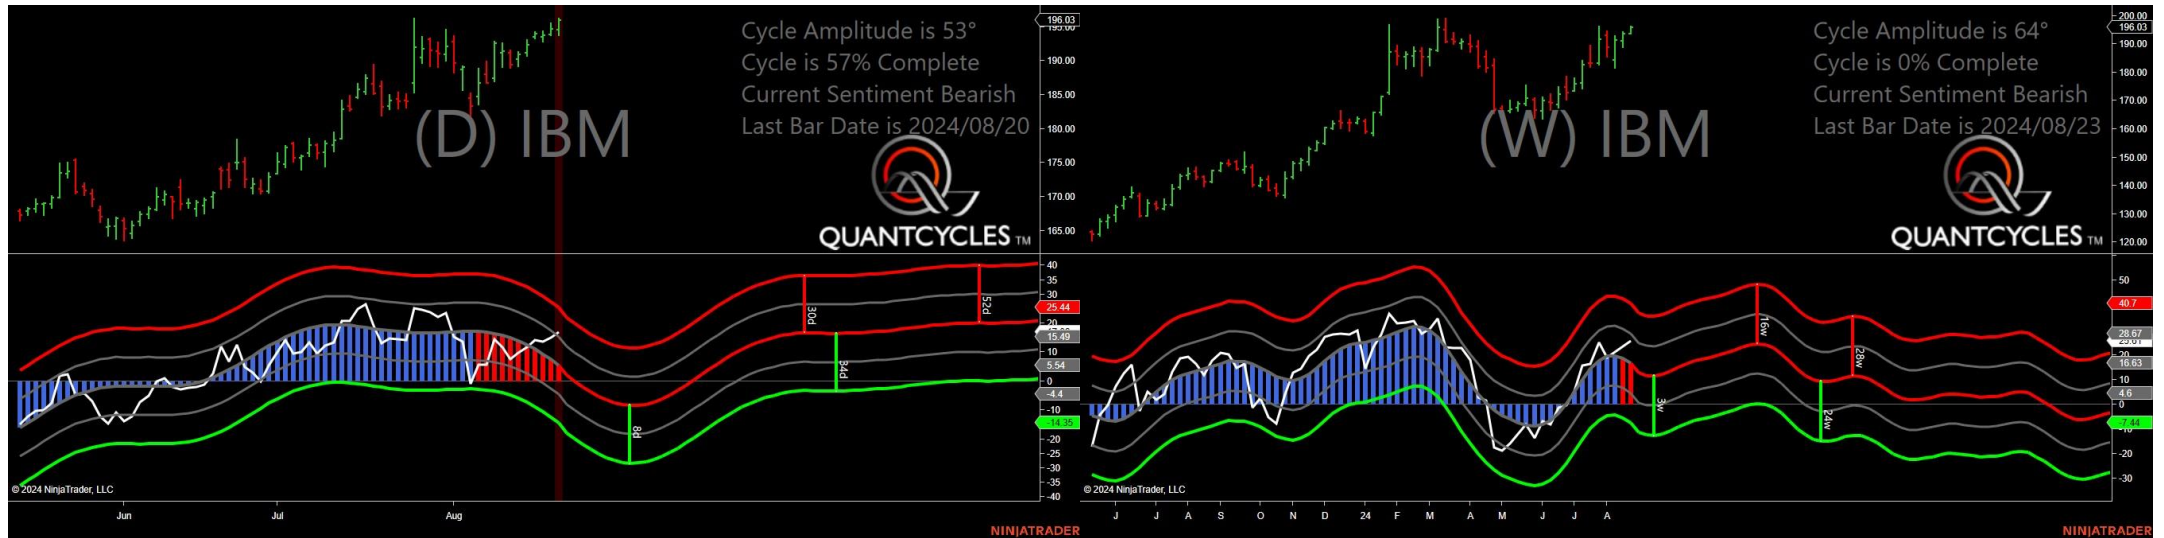 Cycle Amplitude is 53°
Cycle is 57% Complete
Current Sentiment Bearish
Last Bar Date is 2024/08/20
(D) IBM
QUANTCYCLES TM
196.03
195.00
190.00
185.00
180.00
175.00
170.00
165.00
40
35
30
25.44
20
15.49
10
5.54
0
-4.4
-10
-14.35
-20
-25
-30
-35
-40
30d
52d
34d
8d
© 2024 NinjaTrader, LLC
Jun Jul Aug
NINJATRADER
Cycle Amplitude is 64°
Cycle is 0% Complete
Current Sentiment Bearish
Last Bar Date is 2024/08/23
(W) IBM
QUANTCYCLES TM
200.00
196.03
190.00
180.00
170.00
160.00
150.00
140.00
130.00
120.00
50
40.7
28.67
20
16.63
10
4.6
0
-7.44
-10
-20
-30
16w
28w
3w
24w
© 2024 NinjaTrader, LLC
J J A S O N D 24 F M A M J J A
NINJATRADER